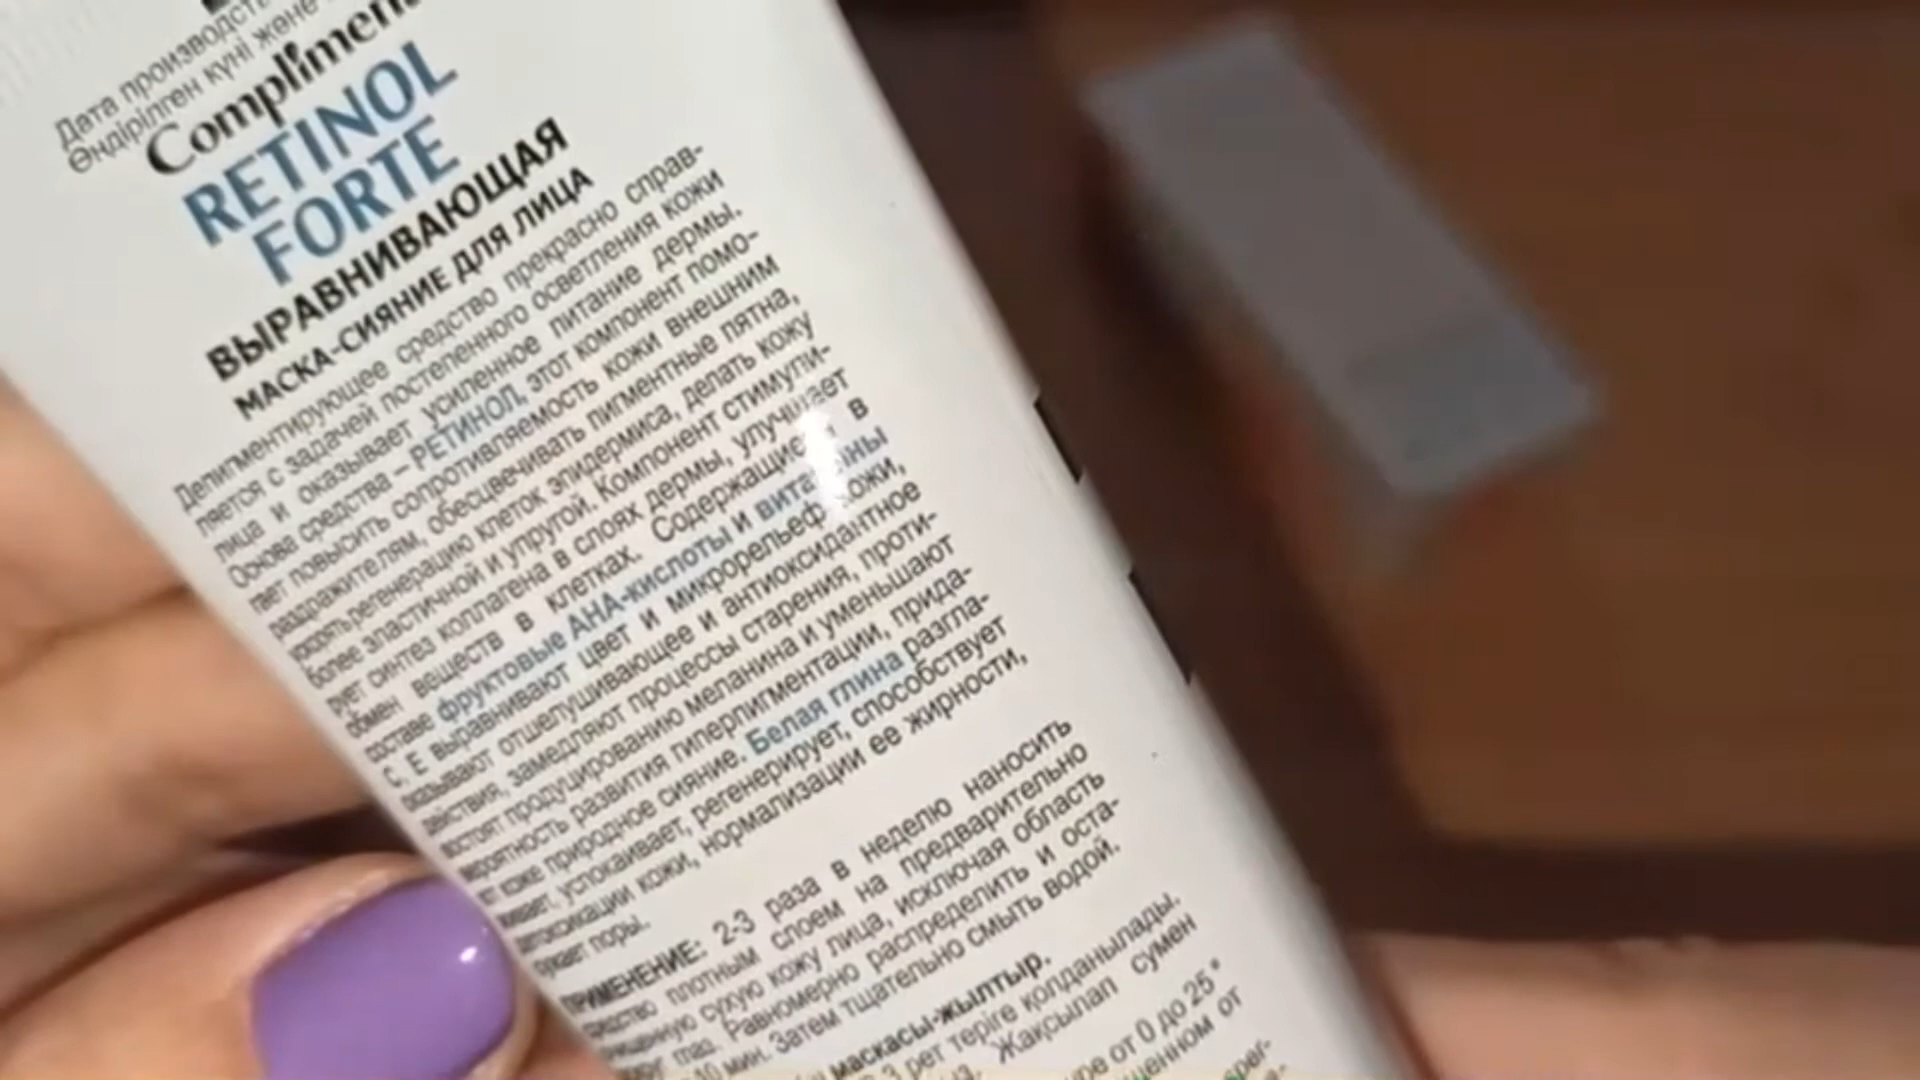 Дата производств
Өндірілген күні және
Compliment
RETINOL
FORTE
ВЫРАВНИВАЮЩАЯ
МАСКА-СИЯНИЕ ДЛЯ ЛИЦА
Депигментирующее средство прекрасно справ-
ляется с задачей постепенного осветления кожи
лица и оказывает усиленное питание дермы.
Основа средства – РЕТИНОЛ, этот компонент помо-
гает повысить сопротивляемость кожи внешним
раздражителям, обесцвечивать пигментные пятна,
ускорять регенерацию клеток эпидермиса, делать кожу
более эластичной и упругой. Компонент стимули-
рует синтез коллагена в слоях дермы, улучшает
обмен веществ в клетках. Содержащиеся в
составе фруктовые АНА-кислоты и витамины
С, Е выравнивают цвет и микрорельеф кожи,
оказывают отшелушивающее и антиоксидантное
действия, замедляют процессы старения, проти-
востоят продуцированию меланина и уменьшают
вероятность развития гиперпигментации, прида-
ют коже природное сияние. Белая глина разгла-
живает, успокаивает, регенерирует, способствует
детоксикации кожи, нормализации ее жирности,
сужает поры.
ПРИМЕНЕНИЕ: 2-3 раза в неделю наносить
средство плотным слоем на предварительно
очищенную сухую кожу лица, исключая область
вокруг глаз. Равномерно распределить и оста-
10 мин. Затем тщательно смыть водой.
маскасы-жылтыр.
3 рет теріге қолданылады.
Жақсылап сумен
от 0 до 25 °
от